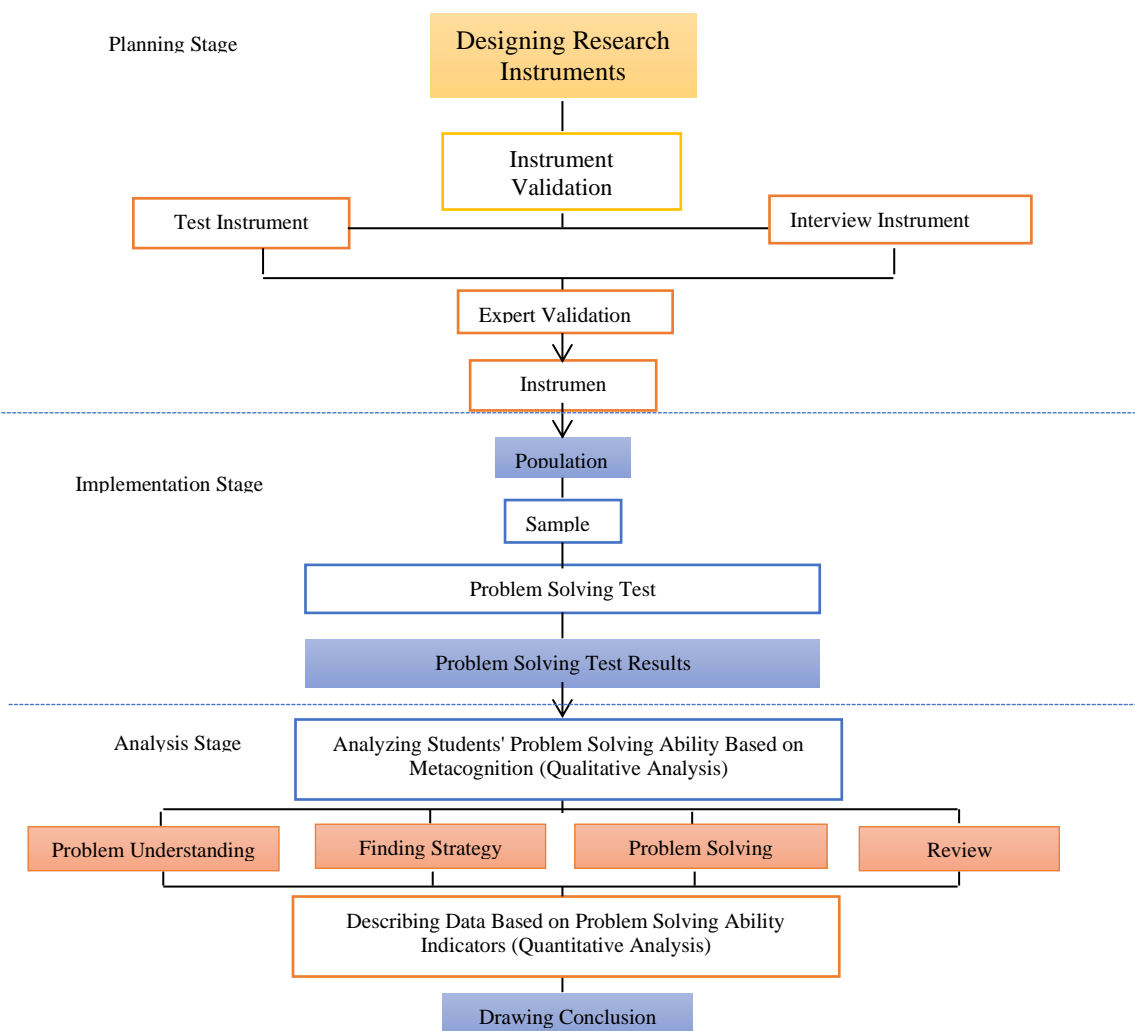 Planning Stage
Designing Research
Instruments
Instrument
Validation
Test Instrument
Interview Instrument
Expert Validation
Instrumen
Population
Implementation Stage
Sample
Problem Solving Test
Problem Solving Test Results
Analysis Stage
Analyzing Students' Problem Solving Ability Based on
Metacognition (Qualitative Analysis)
Problem Understanding
Finding Strategy
Problem Solving
Review
Describing Data Based on Problem Solving Ability
Indicators (Quantitative Analysis)
Drawing Conclusion